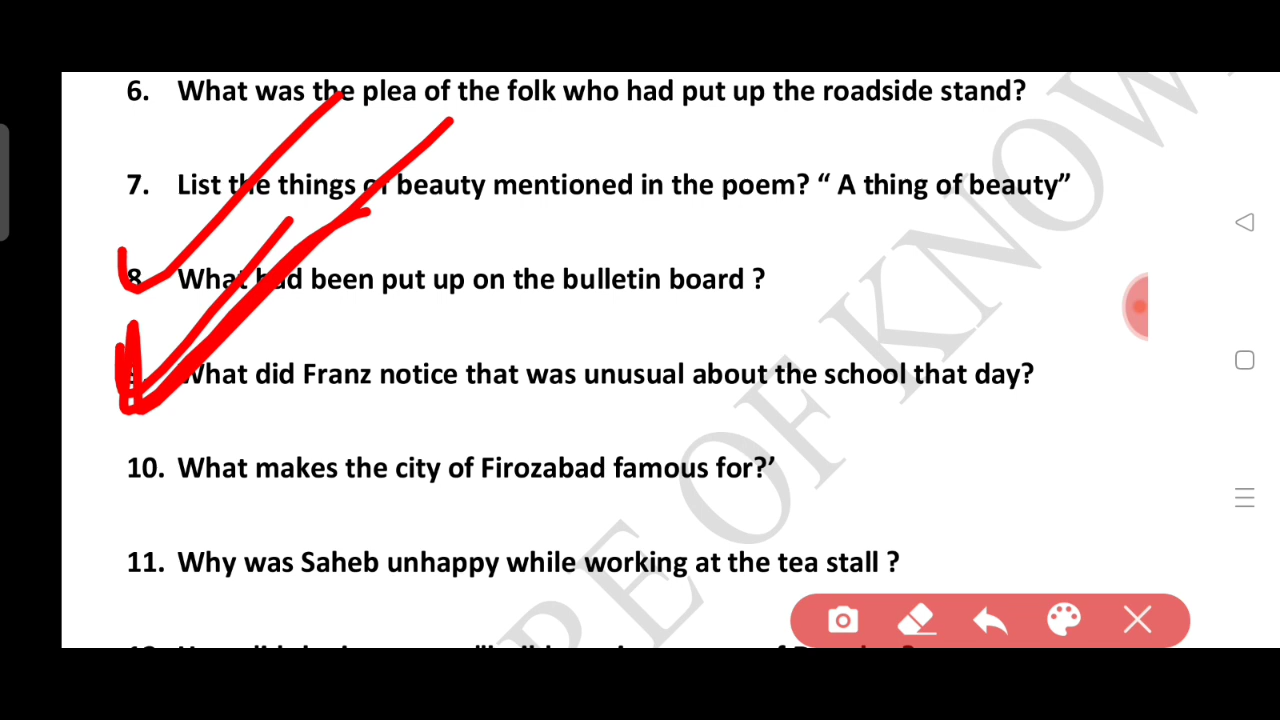 6. What was the plea of the folk who had put up the roadside stand?
7. List the things of beauty mentioned in the poem? “ A thing of beauty”
8. What had been put up on the bulletin board ?
What did Franz notice that was unusual about the school that day?
10. What makes the city of Firozabad famous for?’
11. Why was Saheb unhappy while working at the tea stall ?
OF KNOW